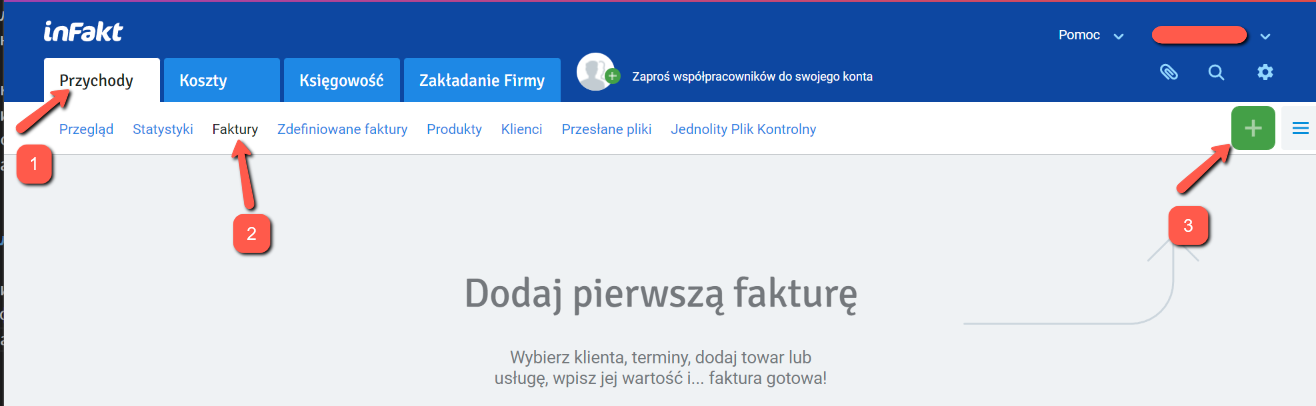 inFakt
Pomoc
Przychody
Koszty
Księgowość
Zakładanie Firmy
Zaproś współpracowników do swojego konta
Przegląd
Statystyki
Faktury
Zdefiniowane faktury
Produkty
Klienci
Przesłane pliki
Jednolity Plik Kontrolny
1
2
3
Dodaj pierwszą fakturę
Wybierz klienta, terminy, dodaj towar lub
usługę, wpisz jej wartość i... faktura gotowa!